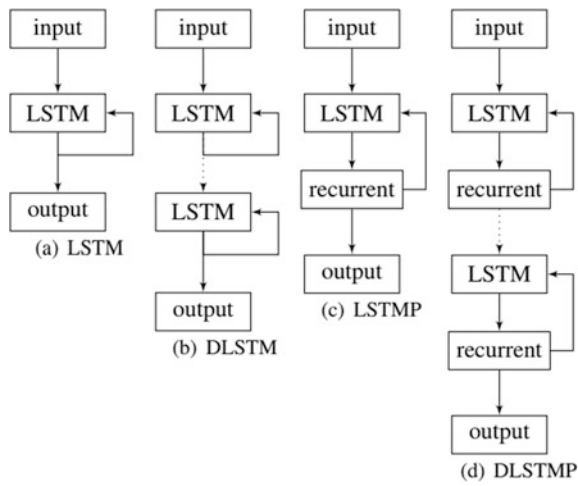 input
LSTM
output
(a) LSTM
input
LSTM
LSTM
output
(b) DLSTM
input
LSTM
recurrent
output
(c) LSTMP
input
LSTM
recurrent
LSTM
recurrent
output
(d) DLSTMP